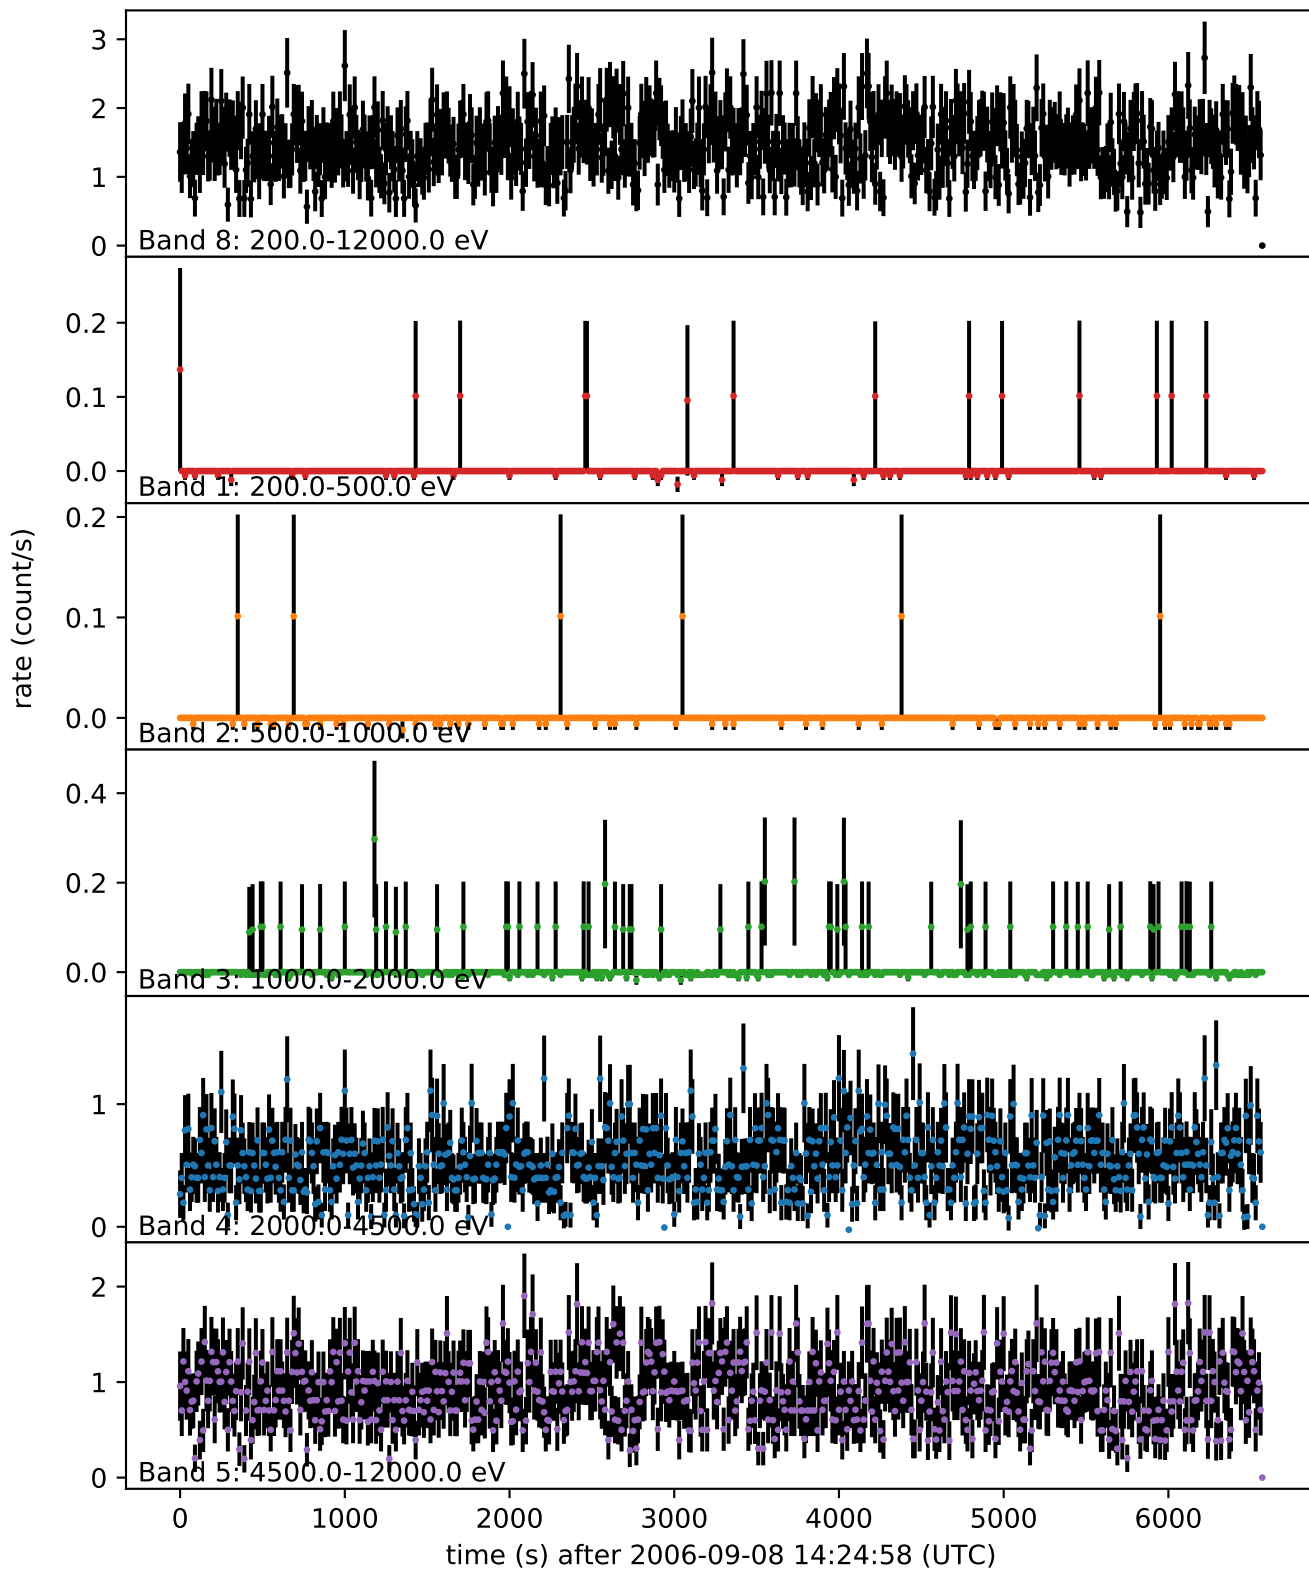 3
2
1
0
Band 8: 200.0-12000.0 eV
0.2
0.1
0.0
Band 1: 200.0-500.0 eV
0.2
0.1
0.0
Band 2: 500.0-1000.0 eV
rate (count/s)
0.4
0.2
0.0
Band 3: 1000.0-2000.0 eV
1
0
Band 4: 2000.0-4500.0 eV
2
1
0
Band 5: 4500.0-12000.0 eV
0 1000 2000 3000 4000 5000 6000
time (s) after 2006-09-08 14:24:58 (UTC)